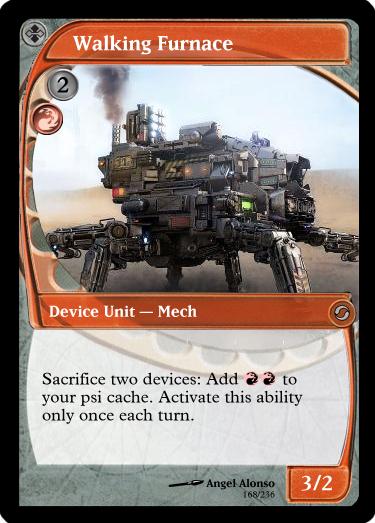 Walking Furnace
2
Device Unit — Mech
Sacrifice two devices: Add to
your psi cache. Activate this ability
only once each turn.
Angel Alonso
168/236
3/2